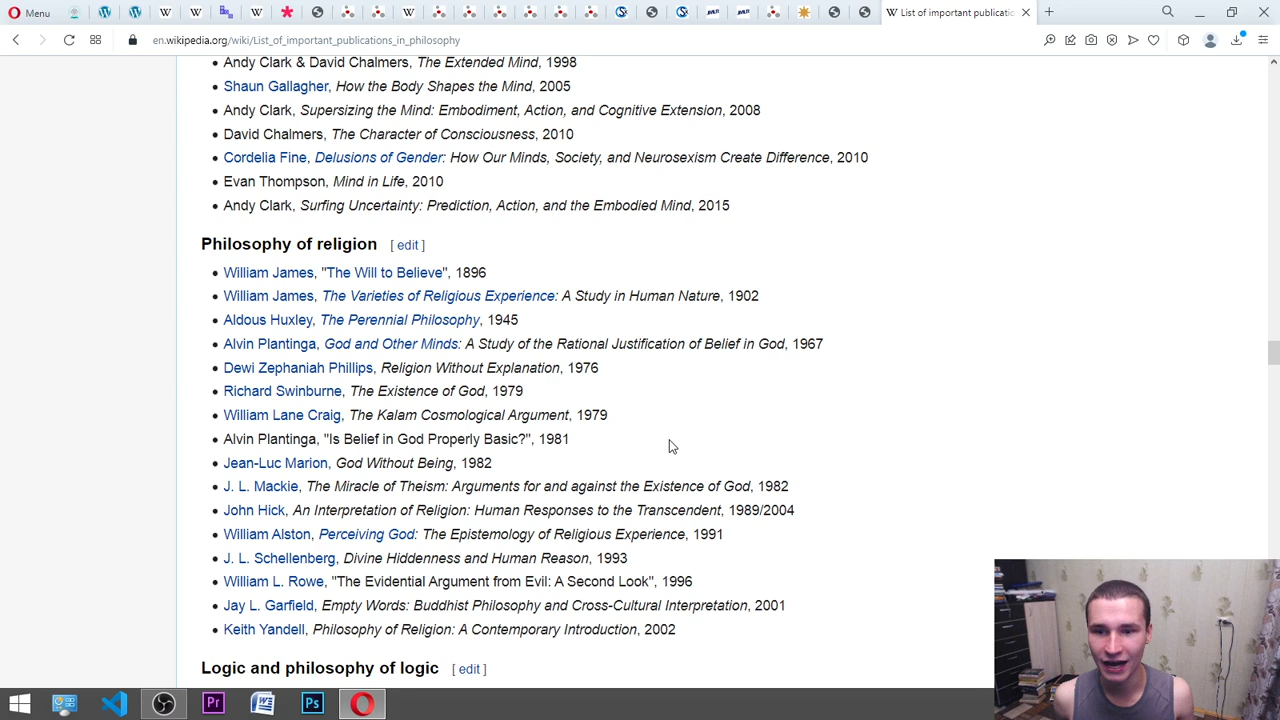 Menu
List of important publicatio
en.wikipedia.org/wiki/List_of_important_publications_in_philosophy
Andy Clark & David Chalmers, The Extended Mind, 1998
Shaun Gallagher, How the Body Shapes the Mind, 2005
Andy Clark, Supersizing the Mind: Embodiment, Action, and Cognitive Extension, 2008
David Chalmers, The Character of Consciousness, 2010
Cordelia Fine, Delusions of Gender: How Our Minds, Society, and Neurosexism Create Difference, 2010
Evan Thompson, Mind in Life, 2010
Andy Clark, Surfing Uncertainty: Prediction, Action, and the Embodied Mind, 2015
Philosophy of religion [ edit ]
William James, "The Will to Believe", 1896
William James, The Varieties of Religious Experience: A Study in Human Nature, 1902
Aldous Huxley, The Perennial Philosophy, 1945
Alvin Plantinga, God and Other Minds: A Study of the Rational Justification of Belief in God, 1967
Dewi Zephaniah Phillips, Religion Without Explanation, 1976
Richard Swinburne, The Existence of God, 1979
William Lane Craig, The Kalam Cosmological Argument, 1979
Alvin Plantinga, "Is Belief in God Properly Basic?", 1981
Jean-Luc Marion, God Without Being, 1982
J. L. Mackie, The Miracle of Theism: Arguments for and against the Existence of God, 1982
John Hick, An Interpretation of Religion: Human Responses to the Transcendent, 1989/2004
William Alston, Perceiving God: The Epistemology of Religious Experience, 1991
J. L. Schellenberg, Divine Hiddenness and Human Reason, 1993
William L. Rowe, "The Evidential Argument from Evil: A Second Look", 1996
Jay L. Garfield, Empty Words: Buddhist Philosophy and Cross-Cultural Interpretation, 2001
Keith Yandell, Philosophy of Religion: A Contemporary Introduction, 2002
Logic and philosophy of logic [ edit ]
Pr
Ps